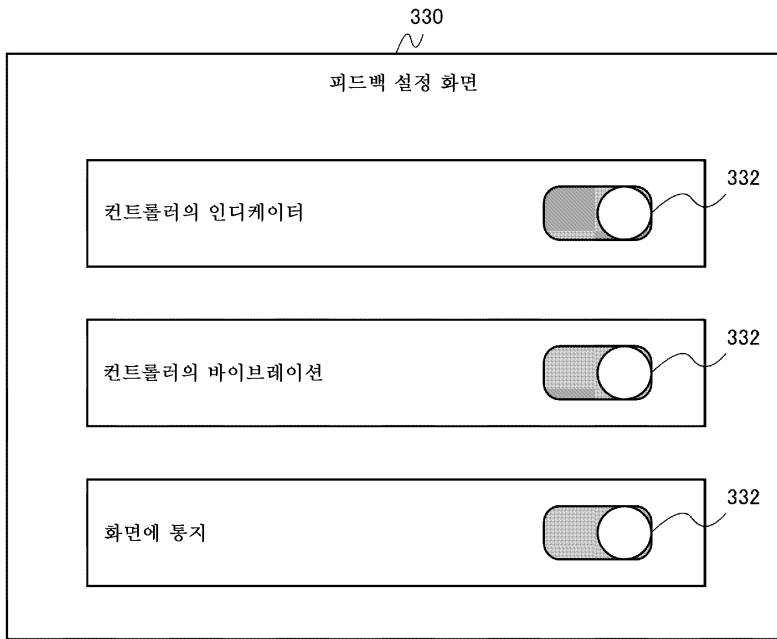 330
피드백 설정 화면
컨트롤러의 인디케이터
332
컨트롤러의 바이브레이션
332
화면에 통지
332